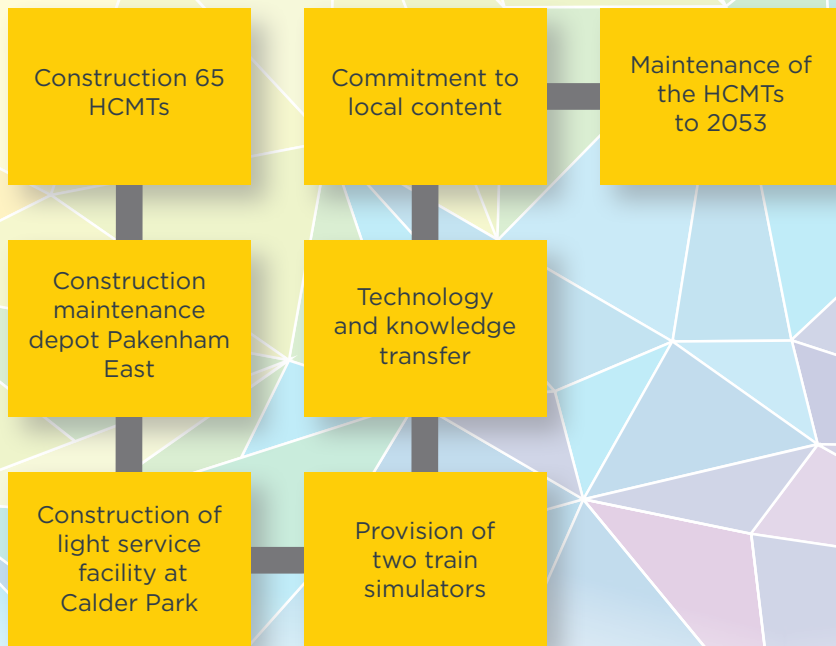 Construction 65
HCMTs
Construction
maintenance
depot Pakenham
East
Construction of
light service
facility at
Calder Park
Provision of
two train
simulators
Technology
and knowledge
transfer
Commitment to
local content
Maintenance of
the HCMTs
to 2053